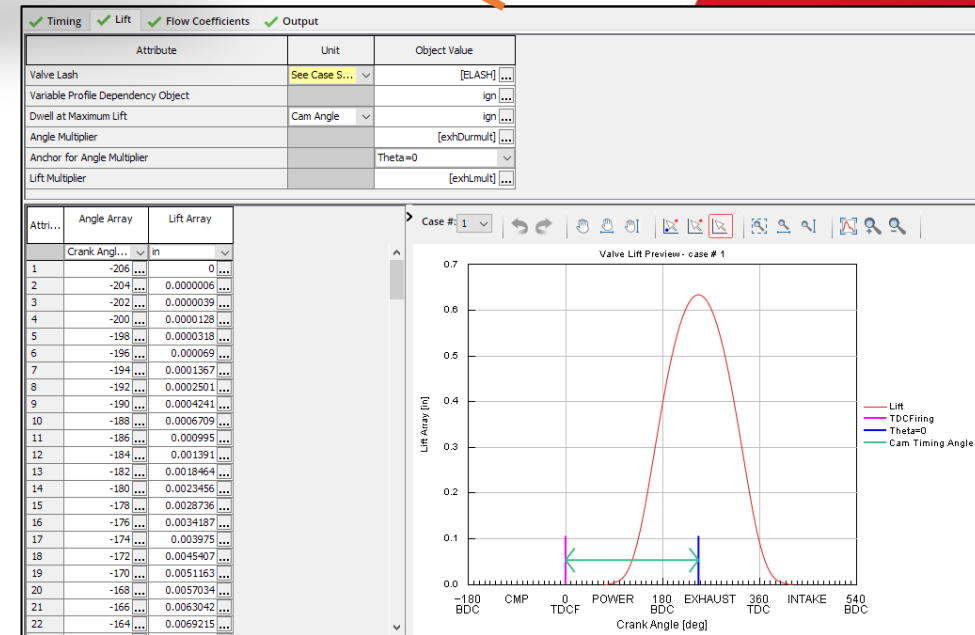 Timing Lift Flow Coefficients Output
Attribute Unit Object Value
Valve Lash See Case S... [ELASH] ...
Variable Profile Dependency Object ign ...
Dwell at Maximum Lift Cam Angle ign ...
Angle Multiplier [exhDurmult] ...
Anchor for Angle Multiplier Theta=0
Lift Multiplier [exhLmult] ...
Attri... Angle Array Lift Array
Crank Angl... in
1 -206 ... 0 ...
2 -204 ... 0.0000006 ...
3 -202 ... 0.0000039 ...
4 -200 ... 0.0000128 ...
5 -198 ... 0.0000318 ...
6 -196 ... 0.000069 ...
7 -194 ... 0.0001367 ...
8 -192 ... 0.0002501 ...
9 -190 ... 0.0004241 ...
10 -188 ... 0.0006709 ...
11 -186 ... 0.000995 ...
12 -184 ... 0.001391 ...
13 -182 ... 0.0018464 ...
14 -180 ... 0.0023456 ...
15 -178 ... 0.0028736 ...
16 -176 ... 0.0034187 ...
17 -174 ... 0.003975 ...
18 -172 ... 0.0045407 ...
19 -170 ... 0.0051163 ...
20 -168 ... 0.0057034 ...
21 -166 ... 0.0063042 ...
22 -164 ... 0.0069215 ...
Case #: 1
Valve Lift Preview - case # 1
Lift Array [in]
0.7
0.6
0.5
0.4
0.3
0.2
0.1
0.0
-180 CMP 0 POWER 180 EXHAUST 360 INTAKE 540
BDC TDCF BDC TDC BDC
Crank Angle [deg]
Lift
TDCFiring
Theta=0
Cam Timing Angle